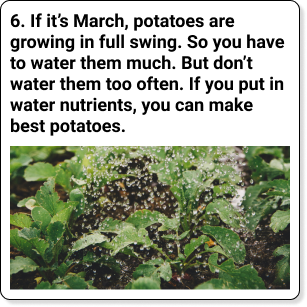 6. If it's March, potatoes are
growing in full swing. So you have
to water them much. But don't
water them too often. If you put in
water nutrients, you can make
best potatoes.